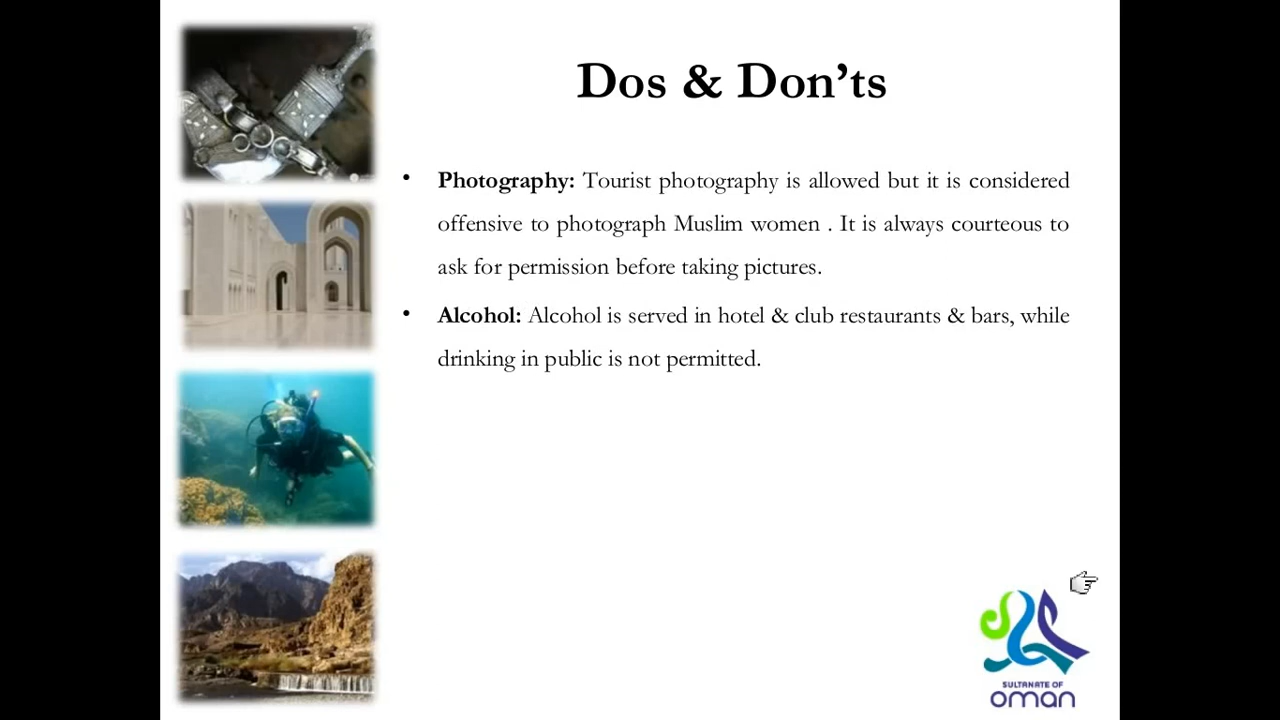 Dos & Don’ts
• Photography: Tourist photography is allowed but it is considered
offensive to photograph Muslim women . It is always courteous to
ask for permission before taking pictures.
• Alcohol: Alcohol is served in hotel & club restaurants & bars, while
drinking in public is not permitted.
SULTANATE OF
oman